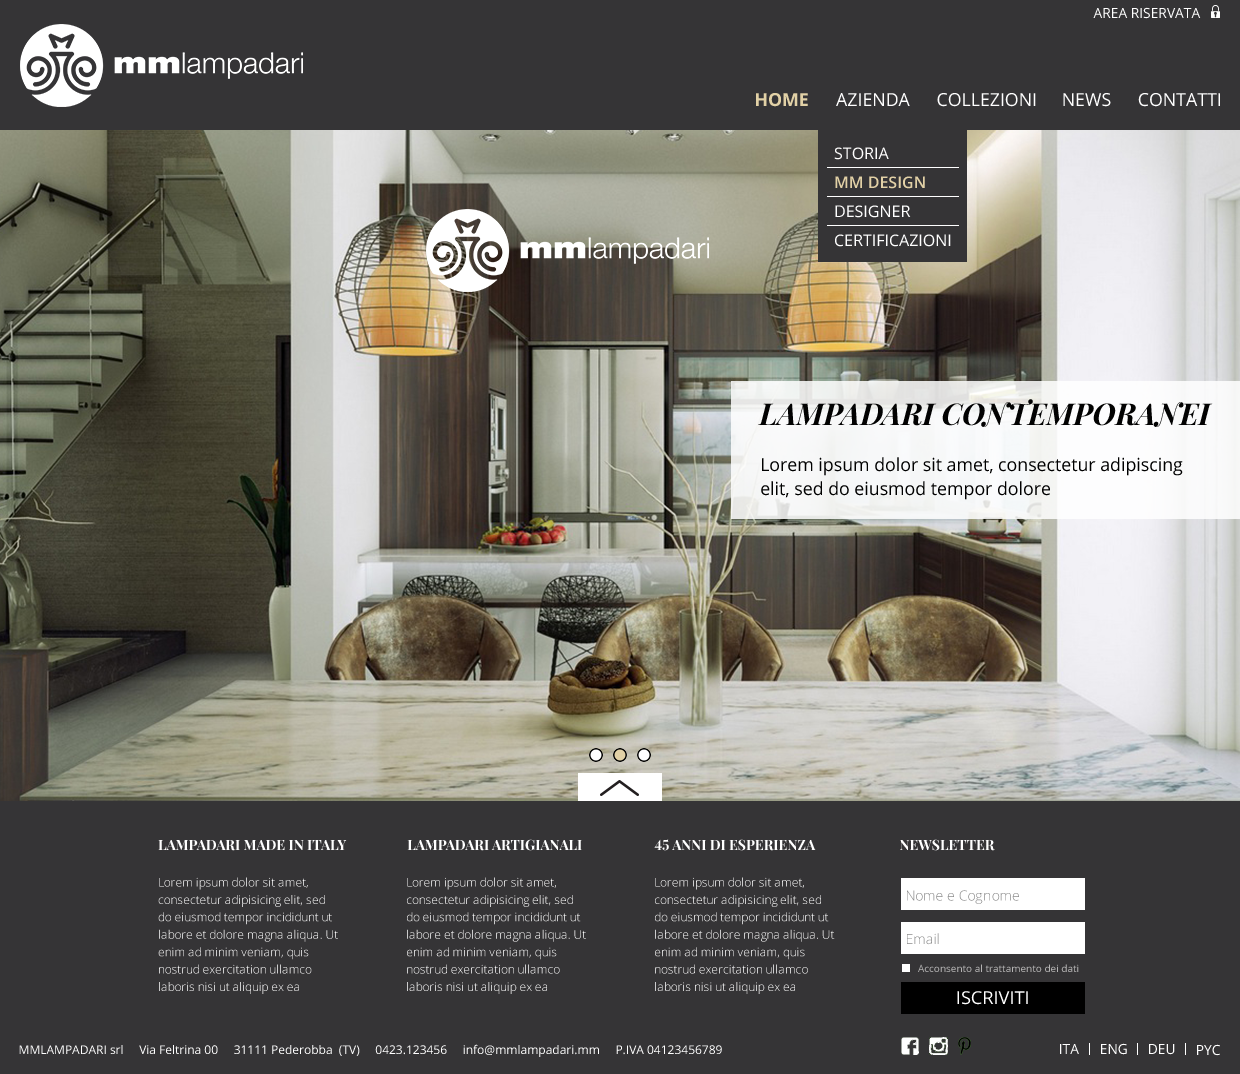 AREA RISERVATA
mmlampadari
HOME AZIENDA COLLEZIONI NEWS CONTATTI
STORIA
MM DESIGN
DESIGNER
CERTIFICAZIONI
mmlampadari
LAMPADARI CONTEMPORANEI
Lorem ipsum dolor sit amet, consectetur adipiscing
elit, sed do eiusmod tempor dolore
LAMPADARI MADE IN ITALY
Lorem ipsum dolor sit amet,
consectetur adipisicing elit, sed
do eiusmod tempor incididunt ut
labore et dolore magna aliqua. Ut
enim ad minim veniam, quis
nostrud exercitation ullamco
laboris nisi ut aliquip ex ea
LAMPADARI ARTIGIANALI
Lorem ipsum dolor sit amet,
consectetur adipisicing elit, sed
do eiusmod tempor incididunt ut
labore et dolore magna aliqua. Ut
enim ad minim veniam, quis
nostrud exercitation ullamco
laboris nisi ut aliquip ex ea
45 ANNI DI ESPERIENZA
Lorem ipsum dolor sit amet,
consectetur adipisicing elit, sed
do eiusmod tempor incididunt ut
labore et dolore magna aliqua. Ut
enim ad minim veniam, quis
nostrud exercitation ullamco
laboris nisi ut aliquip ex ea
NEWSLETTER
Nome e Cognome
Email
Acconsento al trattamento dei dati
ISCRIVITI
MMLAMPADARI srl Via Feltrina 00 31111 Pederobba (TV) 0423.123456 info@mmlampadari.mm P.IVA 04123456789
ITA | ENG | DEU | РУС